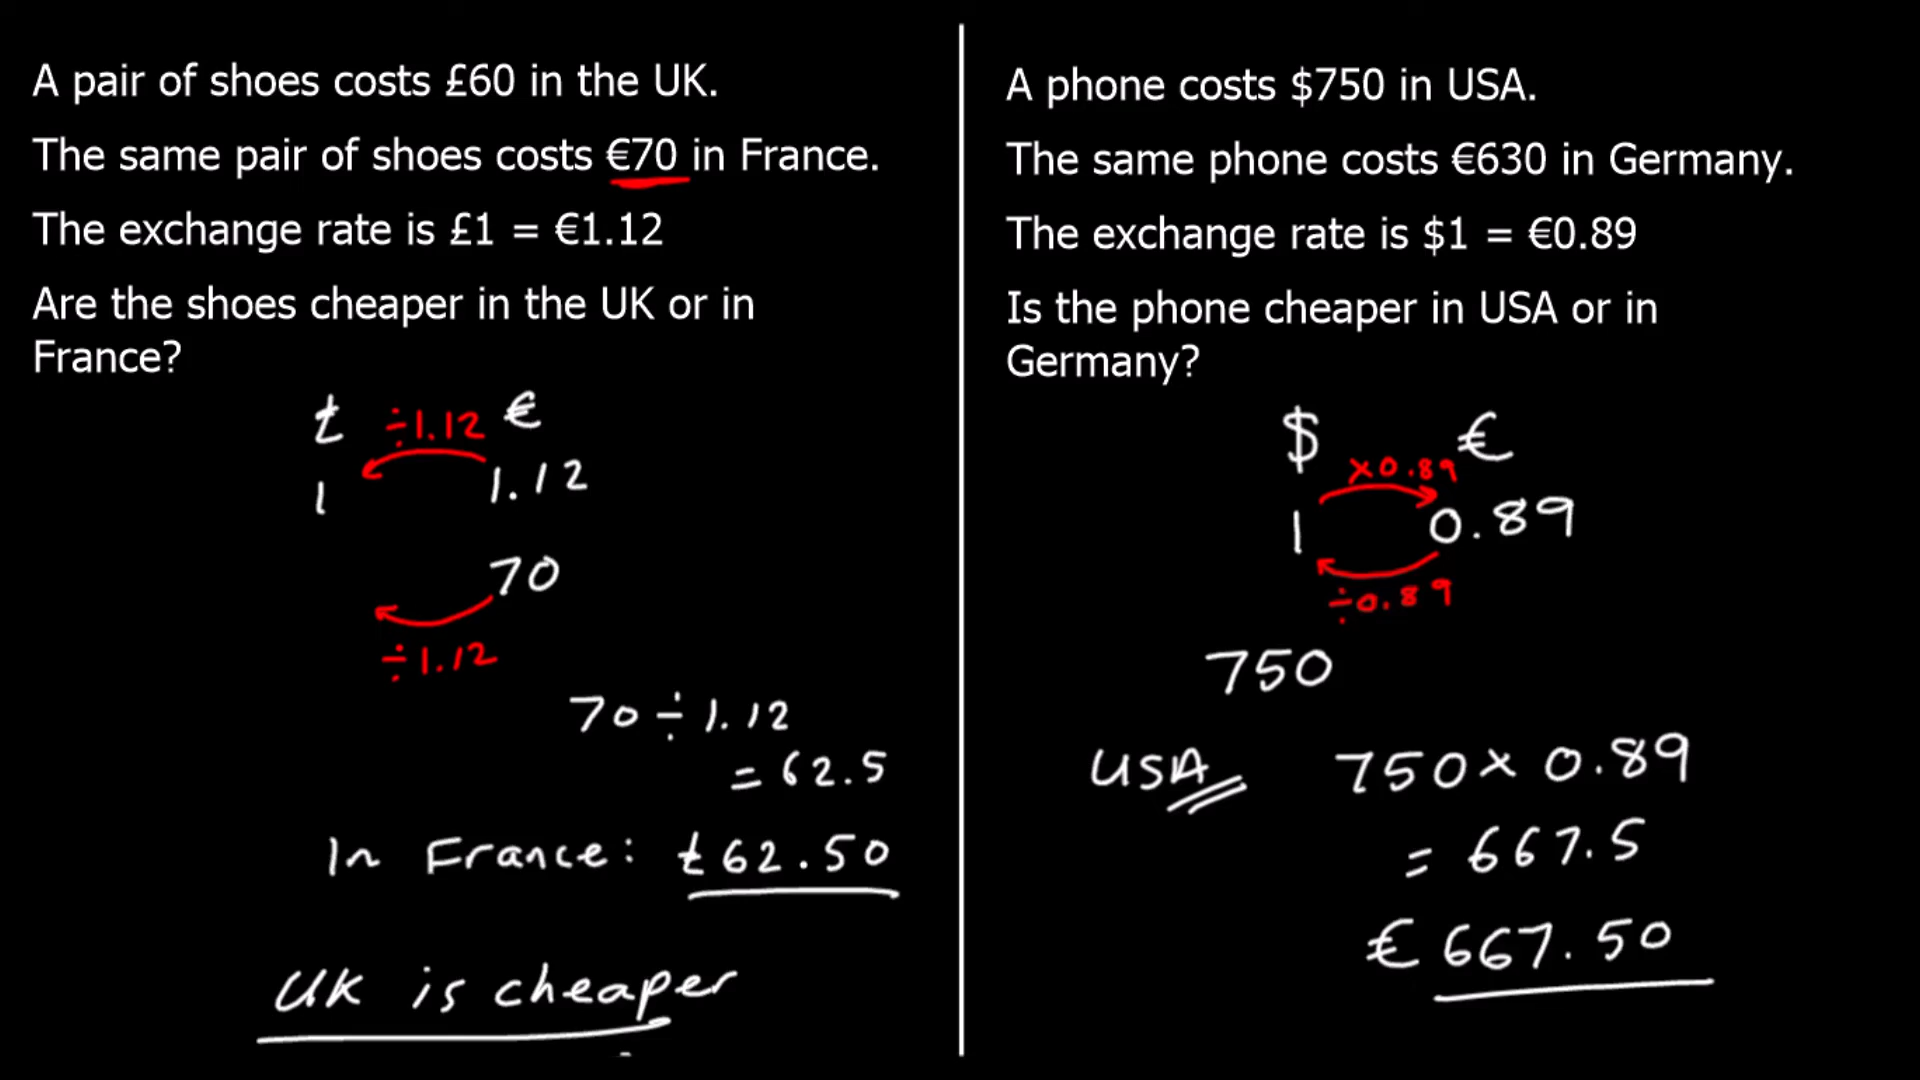 A pair of shoes costs £60 in the UK.
The same pair of shoes costs €70 in France.
The exchange rate is £1 = €1.12
Are the shoes cheaper in the UK or in
France?
£ ÷1.12 €
1 1.12
70
÷1.12
70 ÷ 1.12
= 62.5
In France: £62.50
UK is cheaper
A phone costs $750 in USA.
The same phone costs €630 in Germany.
The exchange rate is $1 = €0.89
Is the phone cheaper in USA or in
Germany?
$ €
×0.89
1 0.89
÷0.89
750
USA 750 × 0.89
= 667.5
€667.50